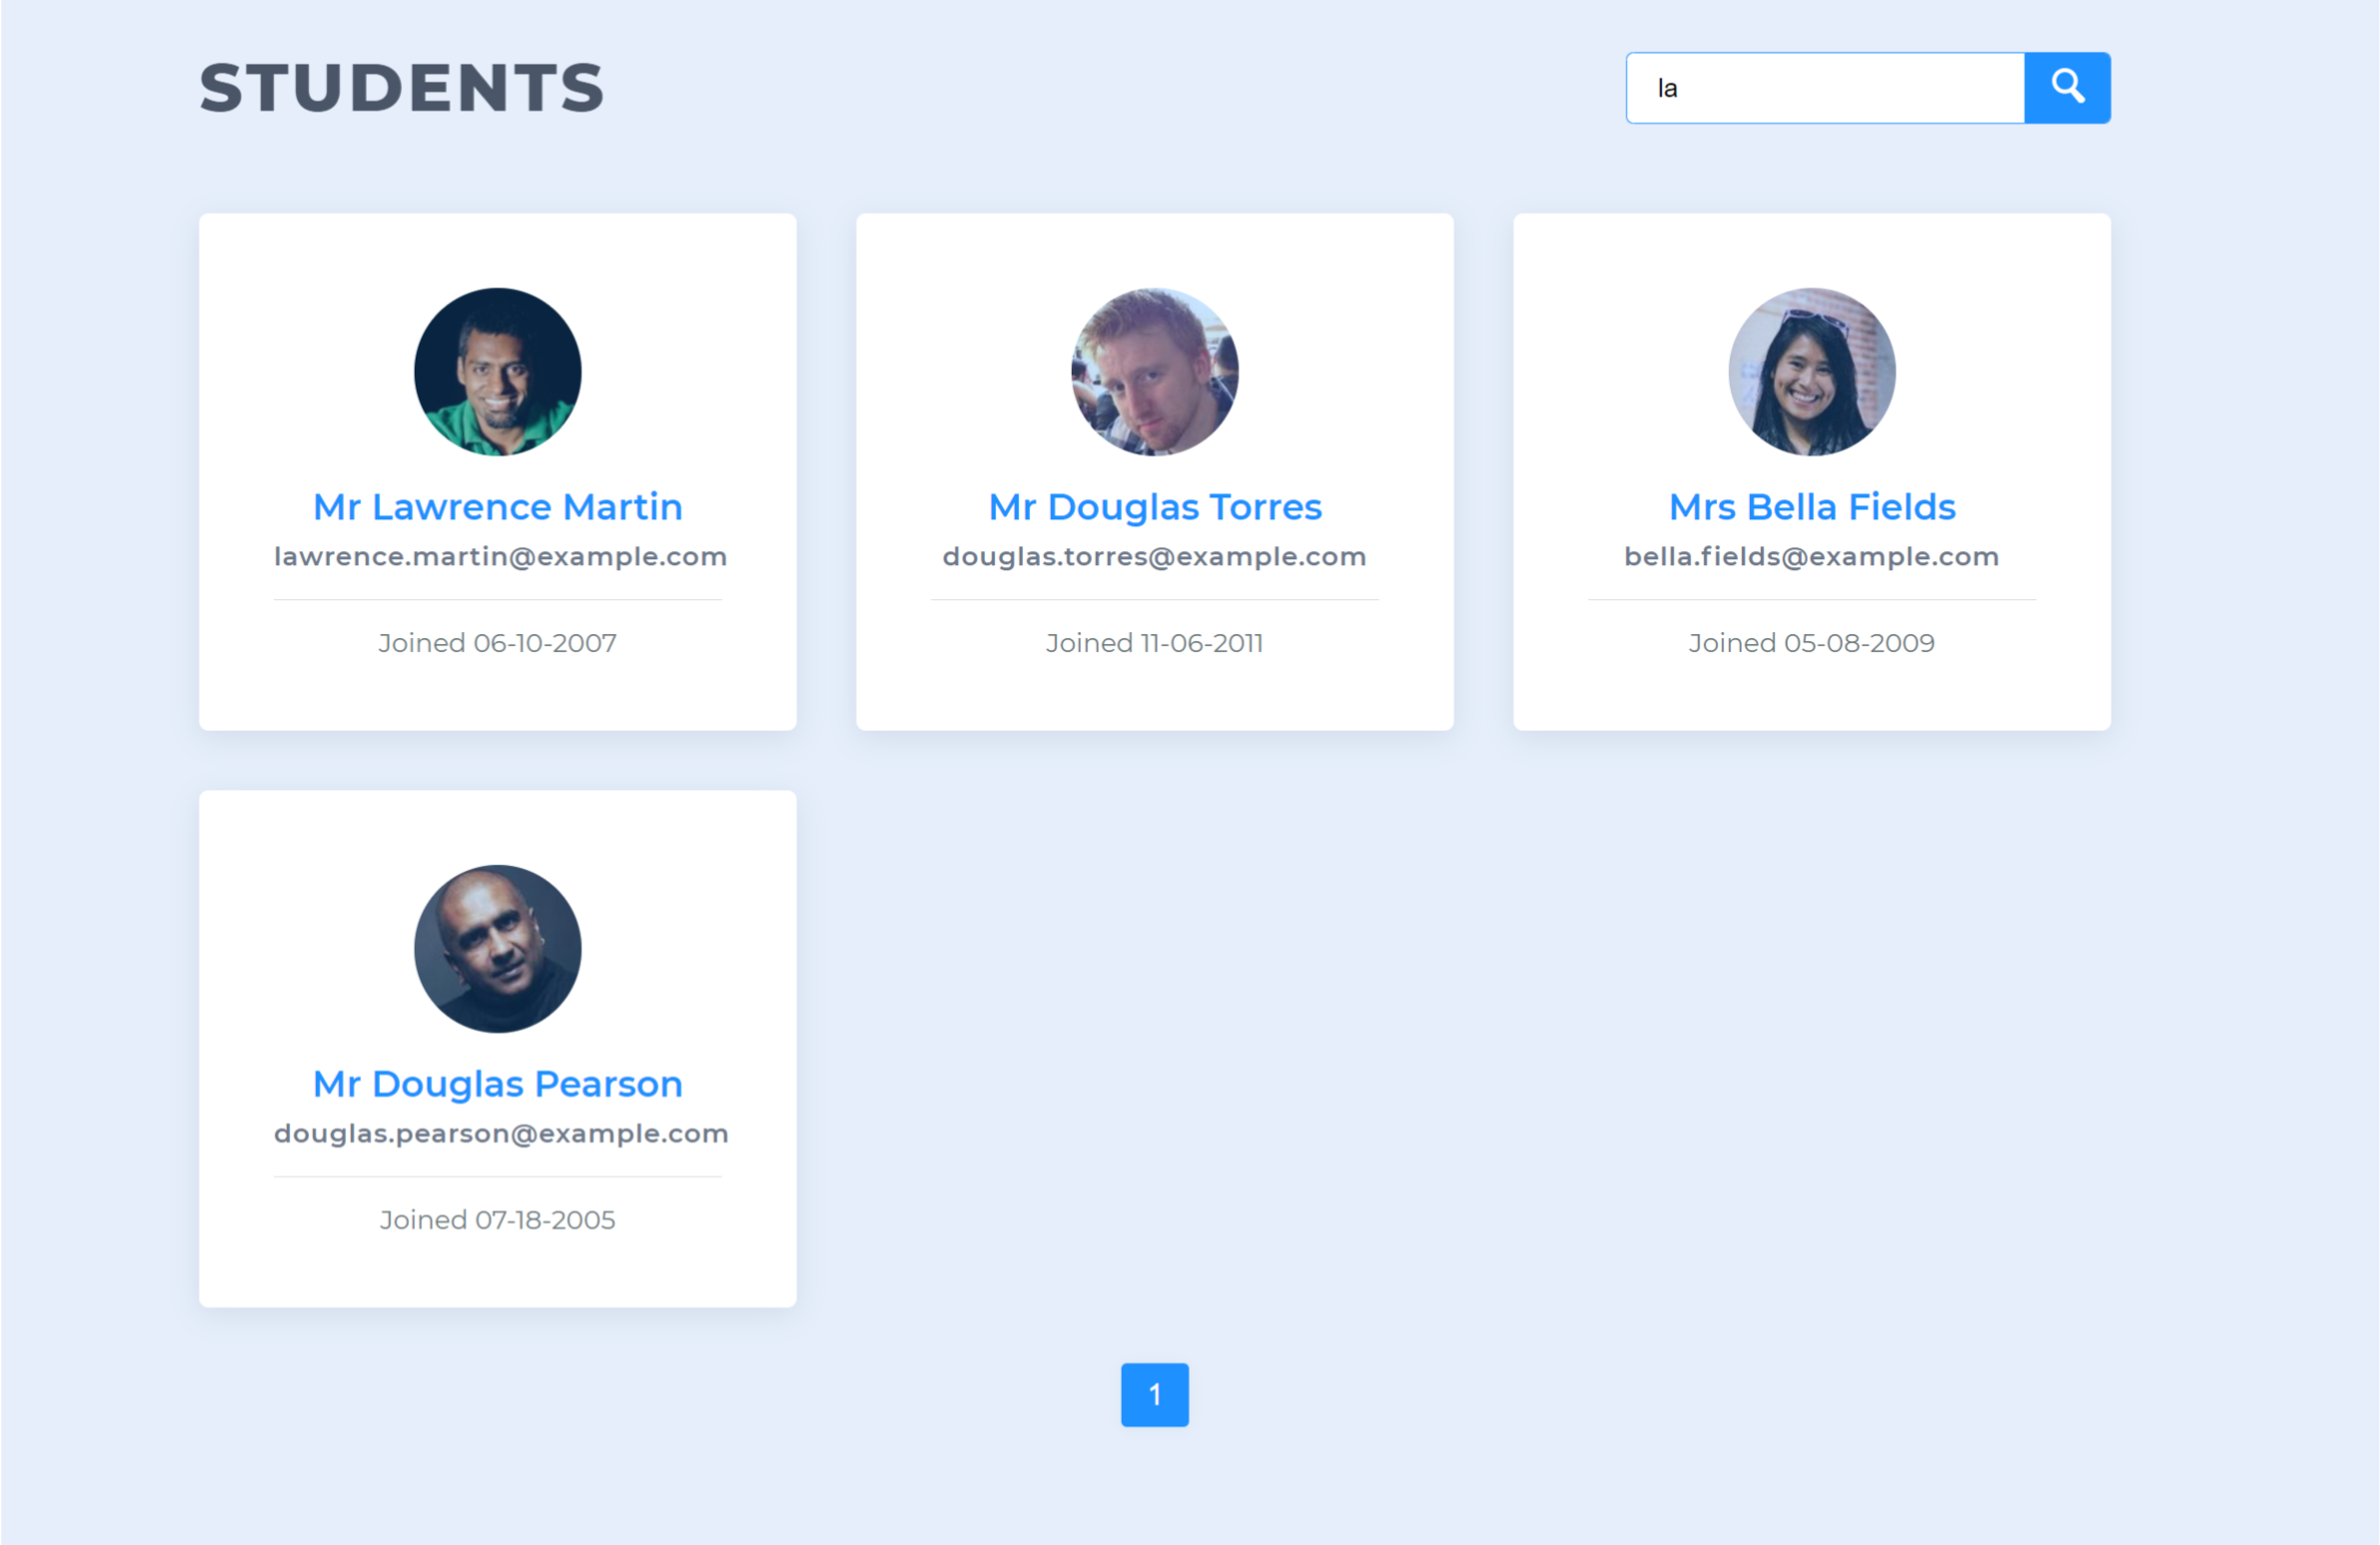 STUDENTS
la
Mr Lawrence Martin
lawrence.martin@example.com
Joined 06-10-2007
Mr Douglas Torres
douglas.torres@example.com
Joined 11-06-2011
Mrs Bella Fields
bella.fields@example.com
Joined 05-08-2009
Mr Douglas Pearson
douglas.pearson@example.com
Joined 07-18-2005
1